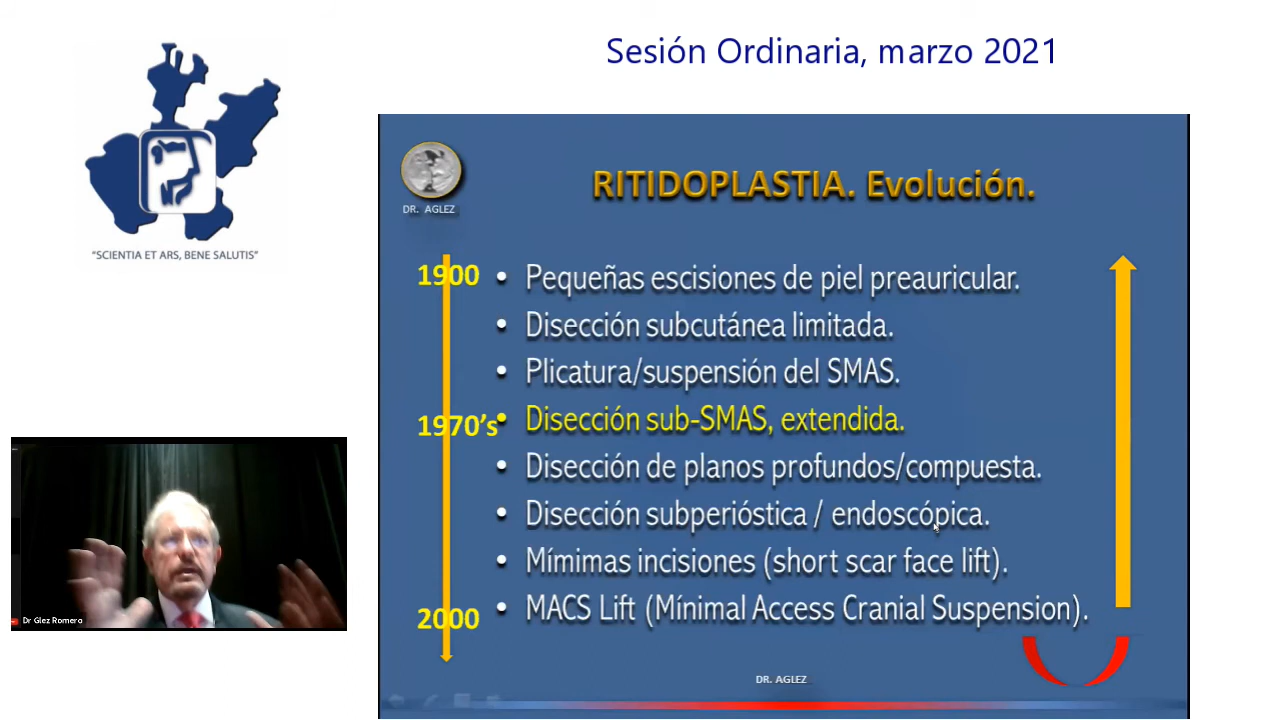 Sesión Ordinaria, marzo 2021
"SCIENTIA ET ARS, BENE SALUTIS"
DR. AGLEZ
RITIDOPLASTIA. Evolución.
1900
• Pequeñas escisiones de piel preauricular.
• Disección subcutánea limitada.
• Plicatura/suspensión del SMAS.
1970's
• Disección sub-SMAS, extendida.
• Disección de planos profundos/compuesta.
• Disección subperióstica / endoscópica.
• Mímimas incisiones (short scar face lift).
2000
• MACS Lift (Mínimal Access Cranial Suspension).
DR. AGLEZ
Dr Glez Romero